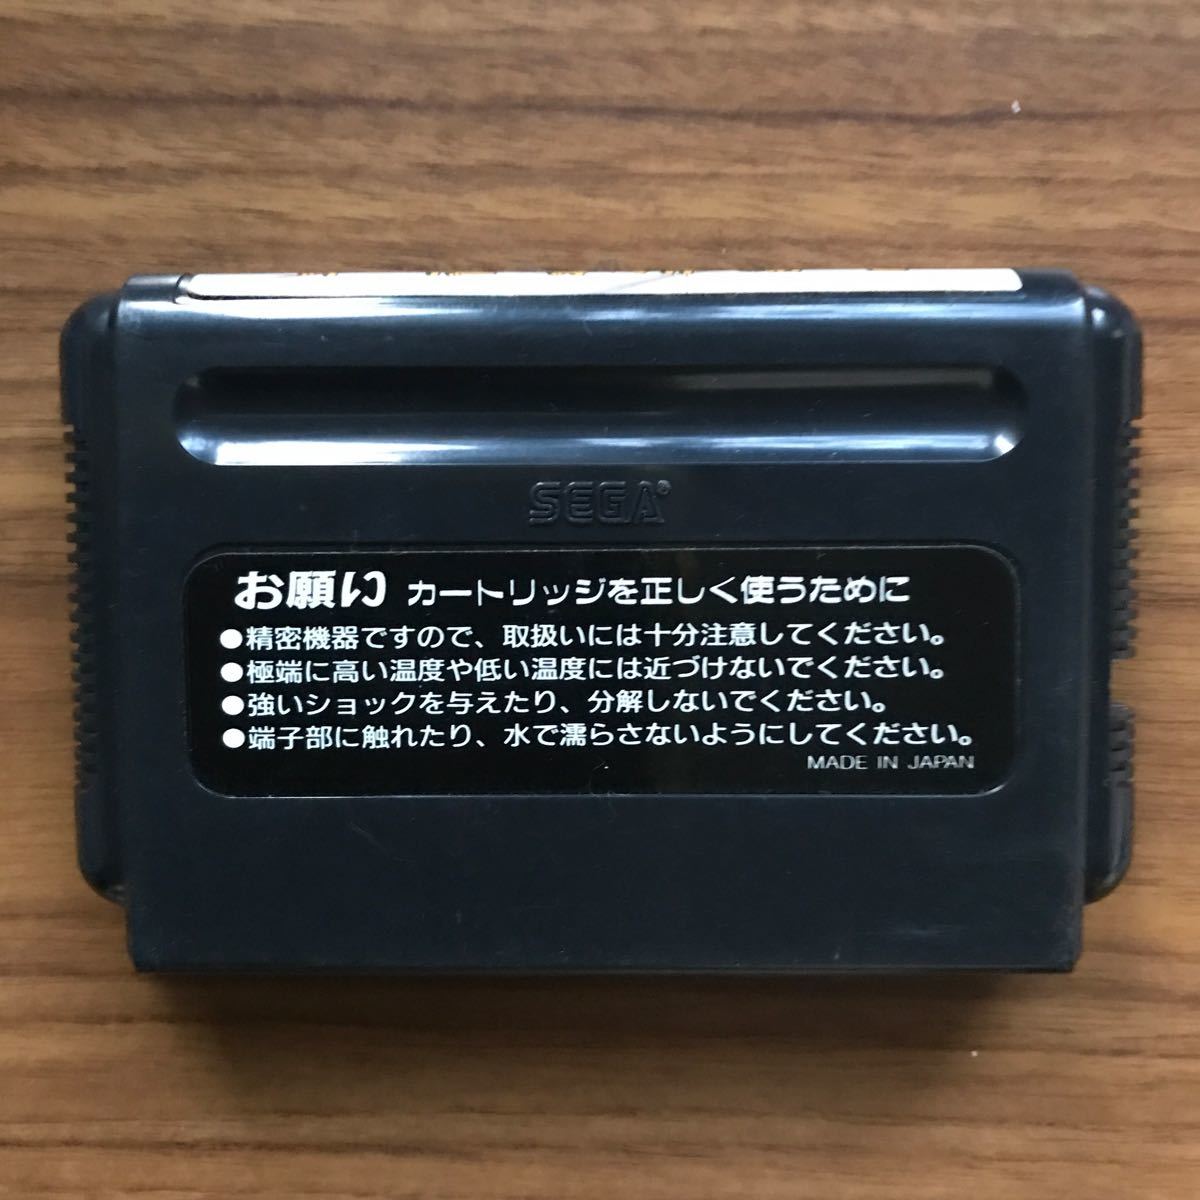 SEGA®
お願い カートリッジを正しく使うために
●精密機器ですので、取扱いには十分注意してください。
●極端に高い温度や低い温度には近づけないでください。
●強いショックを与えたり、分解しないでください。
●端子部に触れたり、水で濡らさないようにしてください。
MADE IN JAPAN